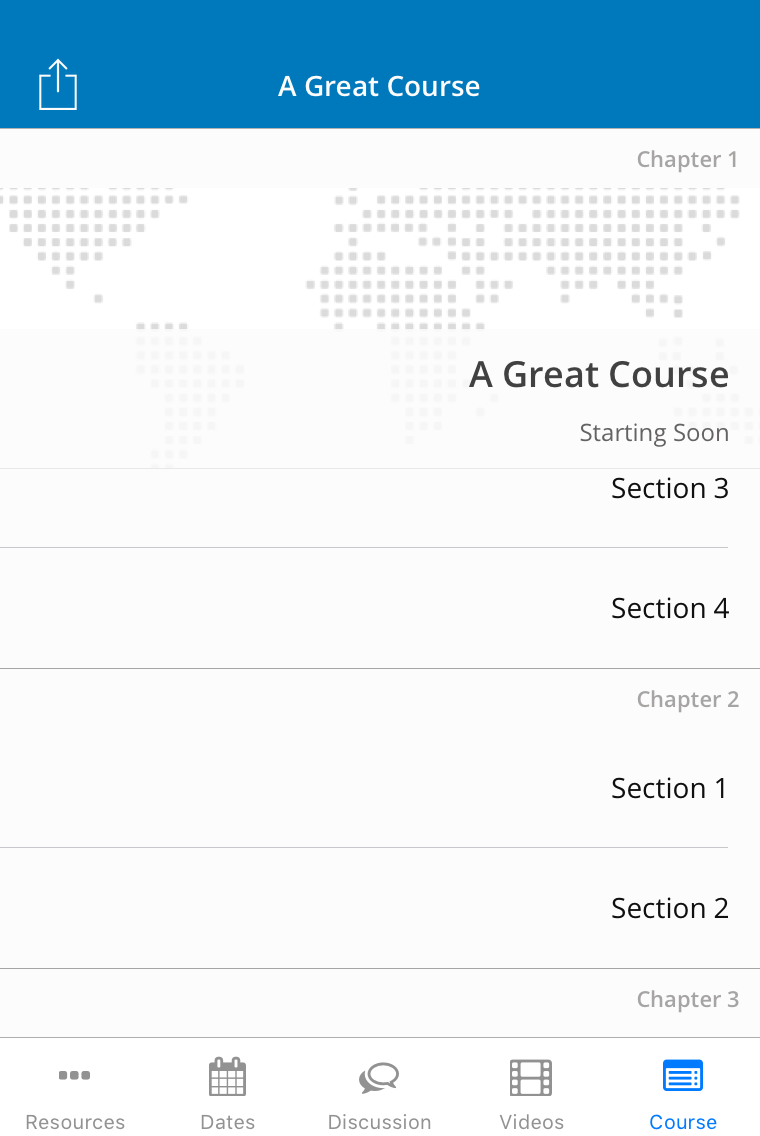 A Great Course
Chapter 1
A Great Course
Starting Soon
Section 3
Section 4
Chapter 2
Section 1
Section 2
Chapter 3
Resources
Dates
Discussion
Videos
Course